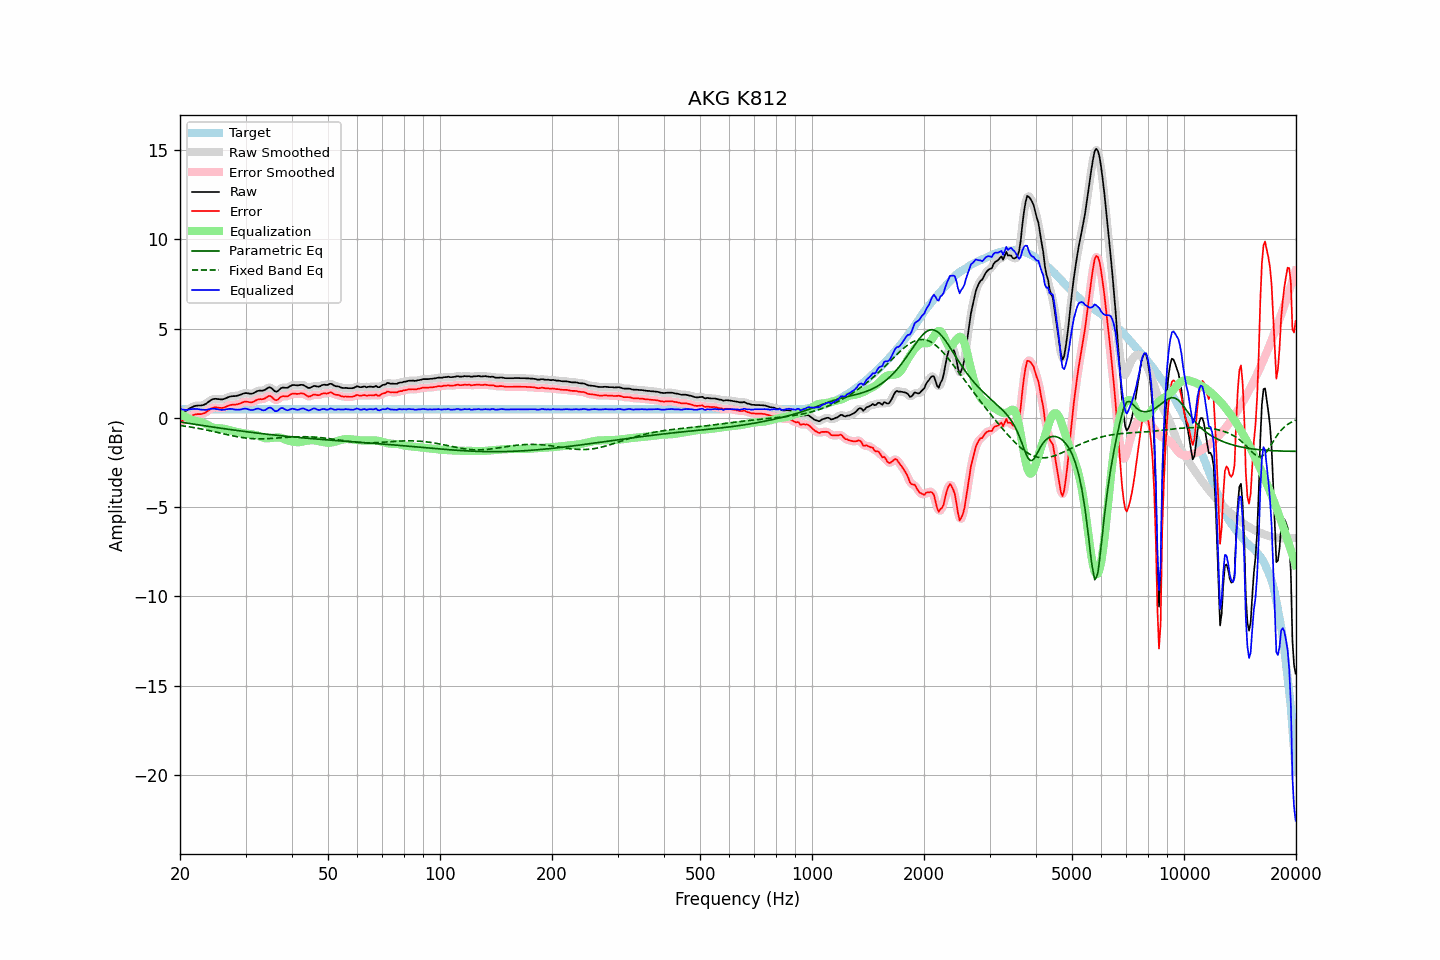 AKG K812
Target
Raw Smoothed
Error Smoothed
Raw
Error
Equalization
Parametric Eq
Fixed Band Eq
Equalized
Amplitude (dBr)
15
10
5
0
−5
−10
−15
−20
20 50 100 200 500 1000 2000 5000 10000 20000
Frequency (Hz)